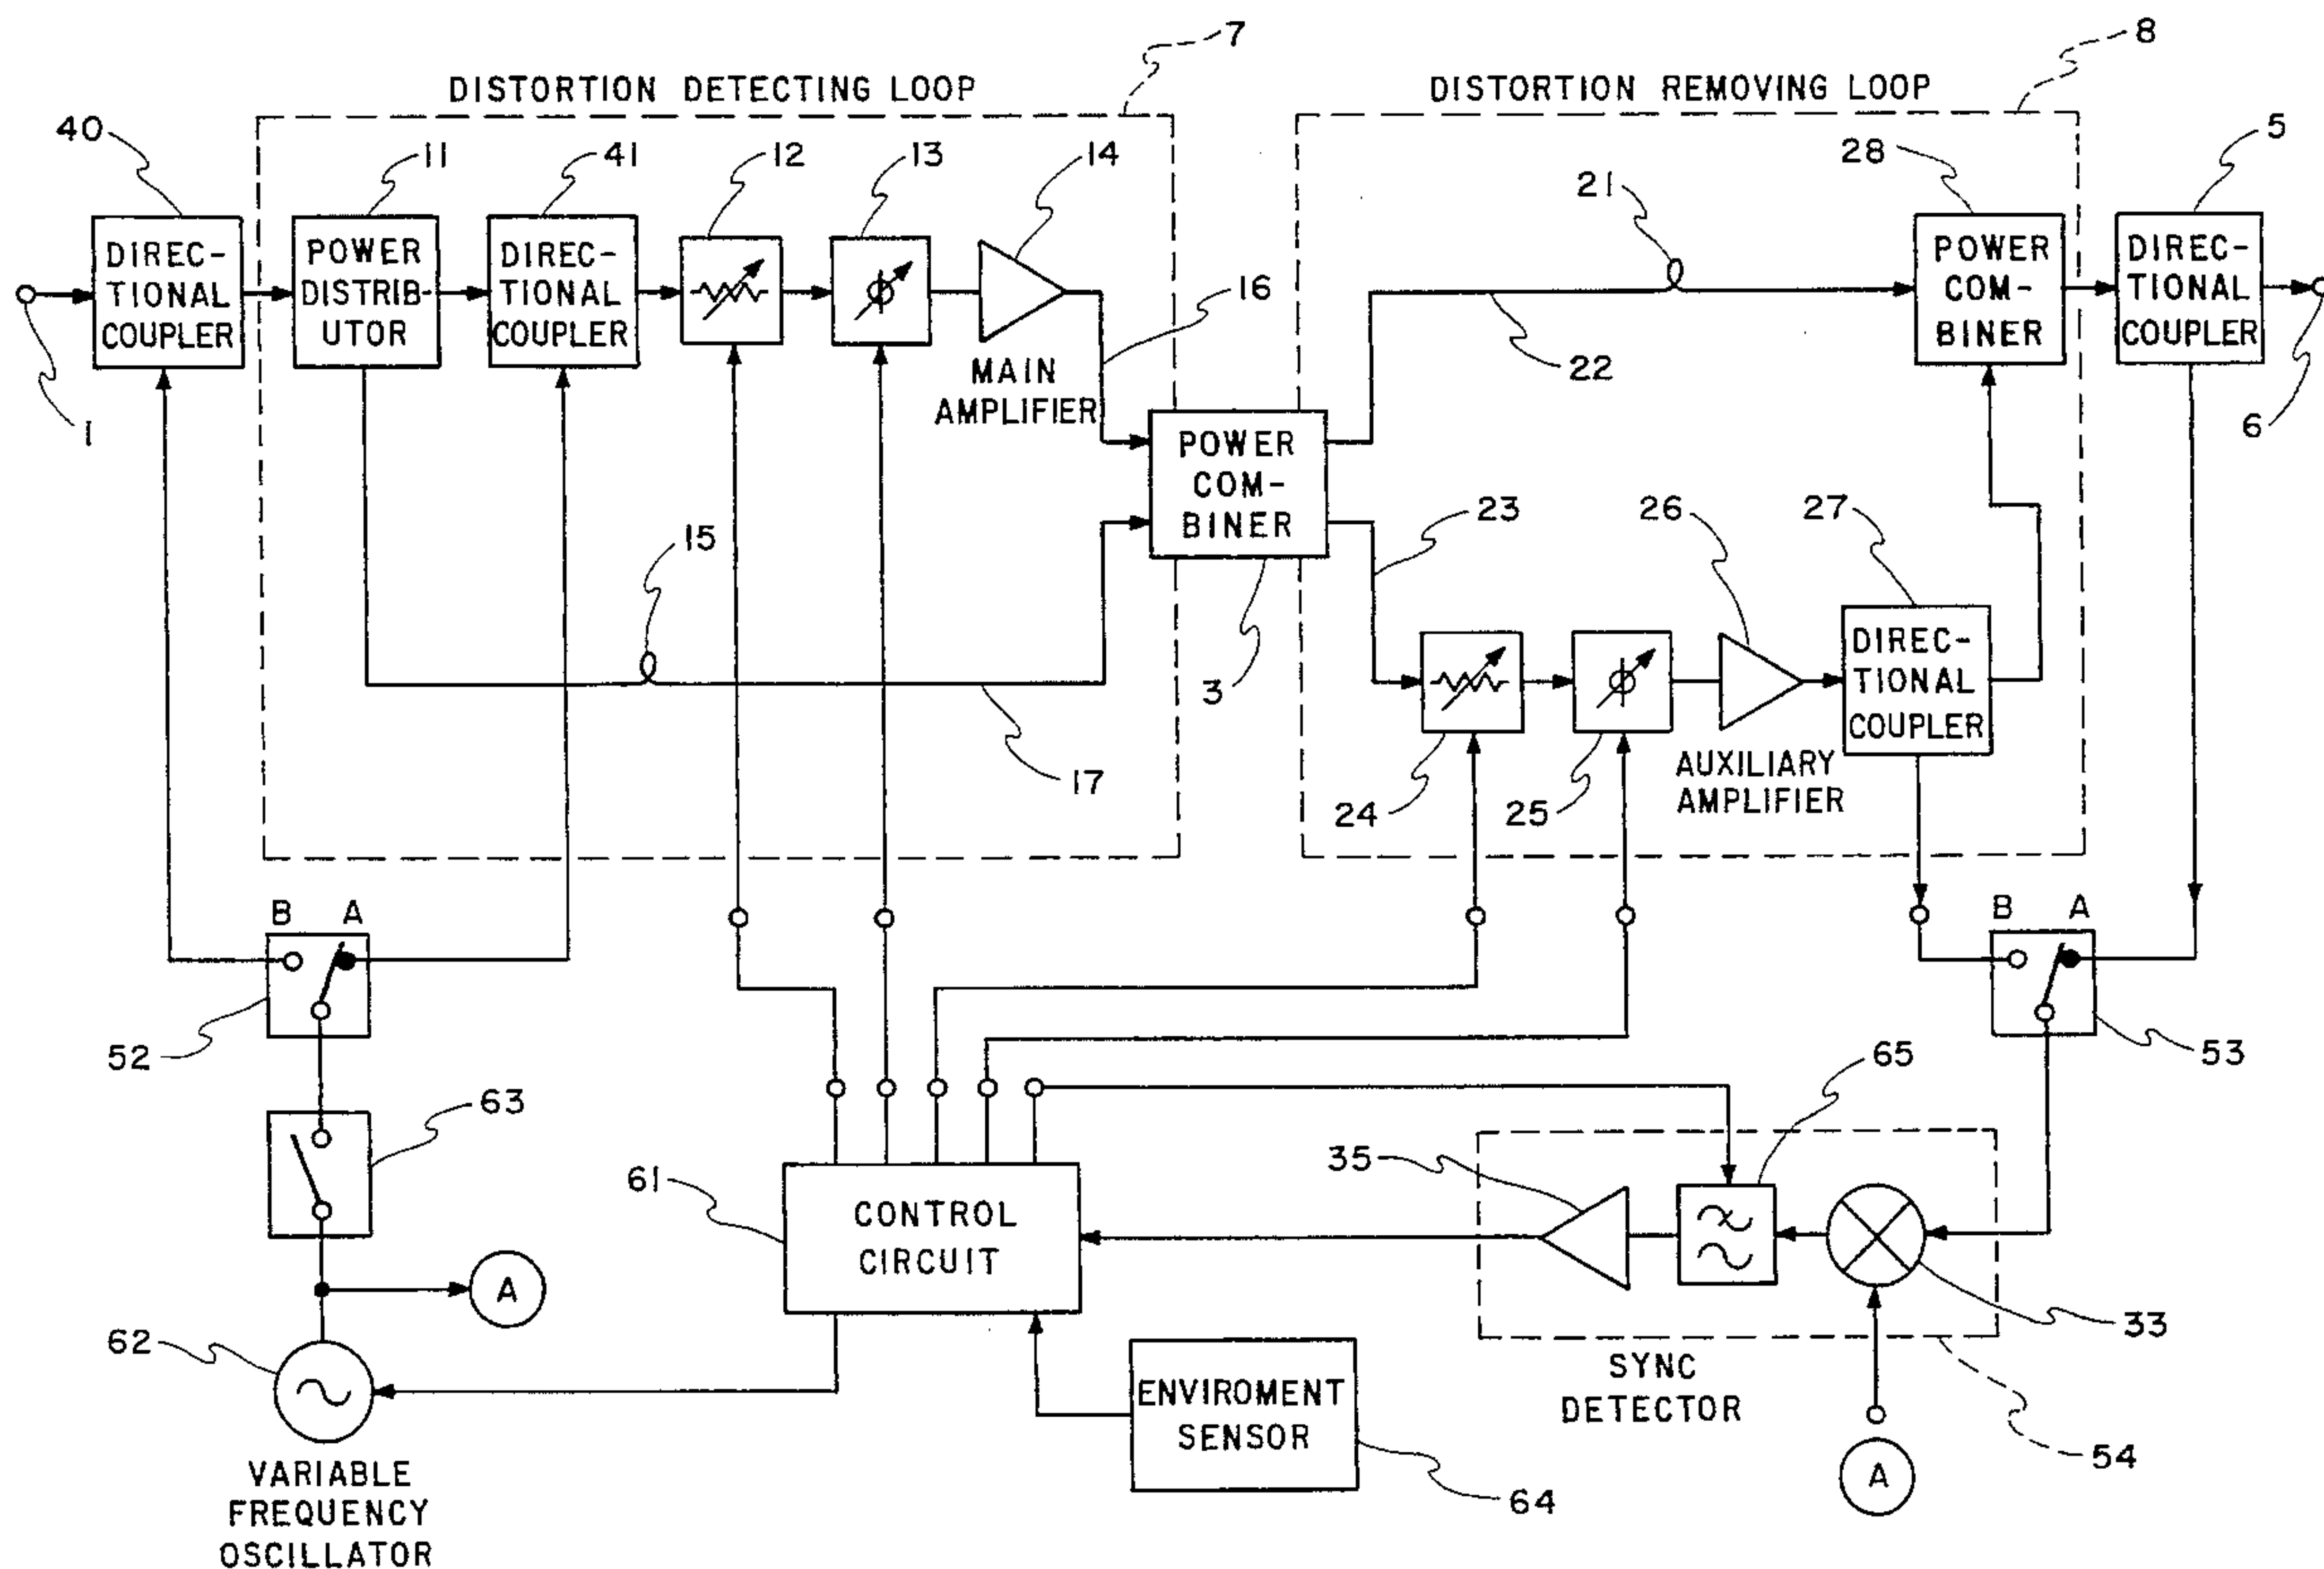 7
8
DISTORTION DETECTING LOOP
DISTORTION REMOVING LOOP
40
11
41
12
13
14
21
28
5
DIREC-
TIONAL
COUPLER
POWER
DISTRIB-
UTOR
DIREC-
TIONAL
COUPLER
MAIN
AMPLIFIER
16
22
POWER
COM-
BINER
DIREC-
TIONAL
COUPLER
1
6
POWER
COM-
BINER
15
23
26
27
3
DIREC-
TIONAL
COUPLER
17
24
25
AUXILIARY
AMPLIFIER
B A
B A
52
53
63
65
61
35
CONTROL
CIRCUIT
A
62
33
ENVIROMENT
SENSOR
SYNC
DETECTOR
54
A
64
VARIABLE
FREQUENCY
OSCILLATOR